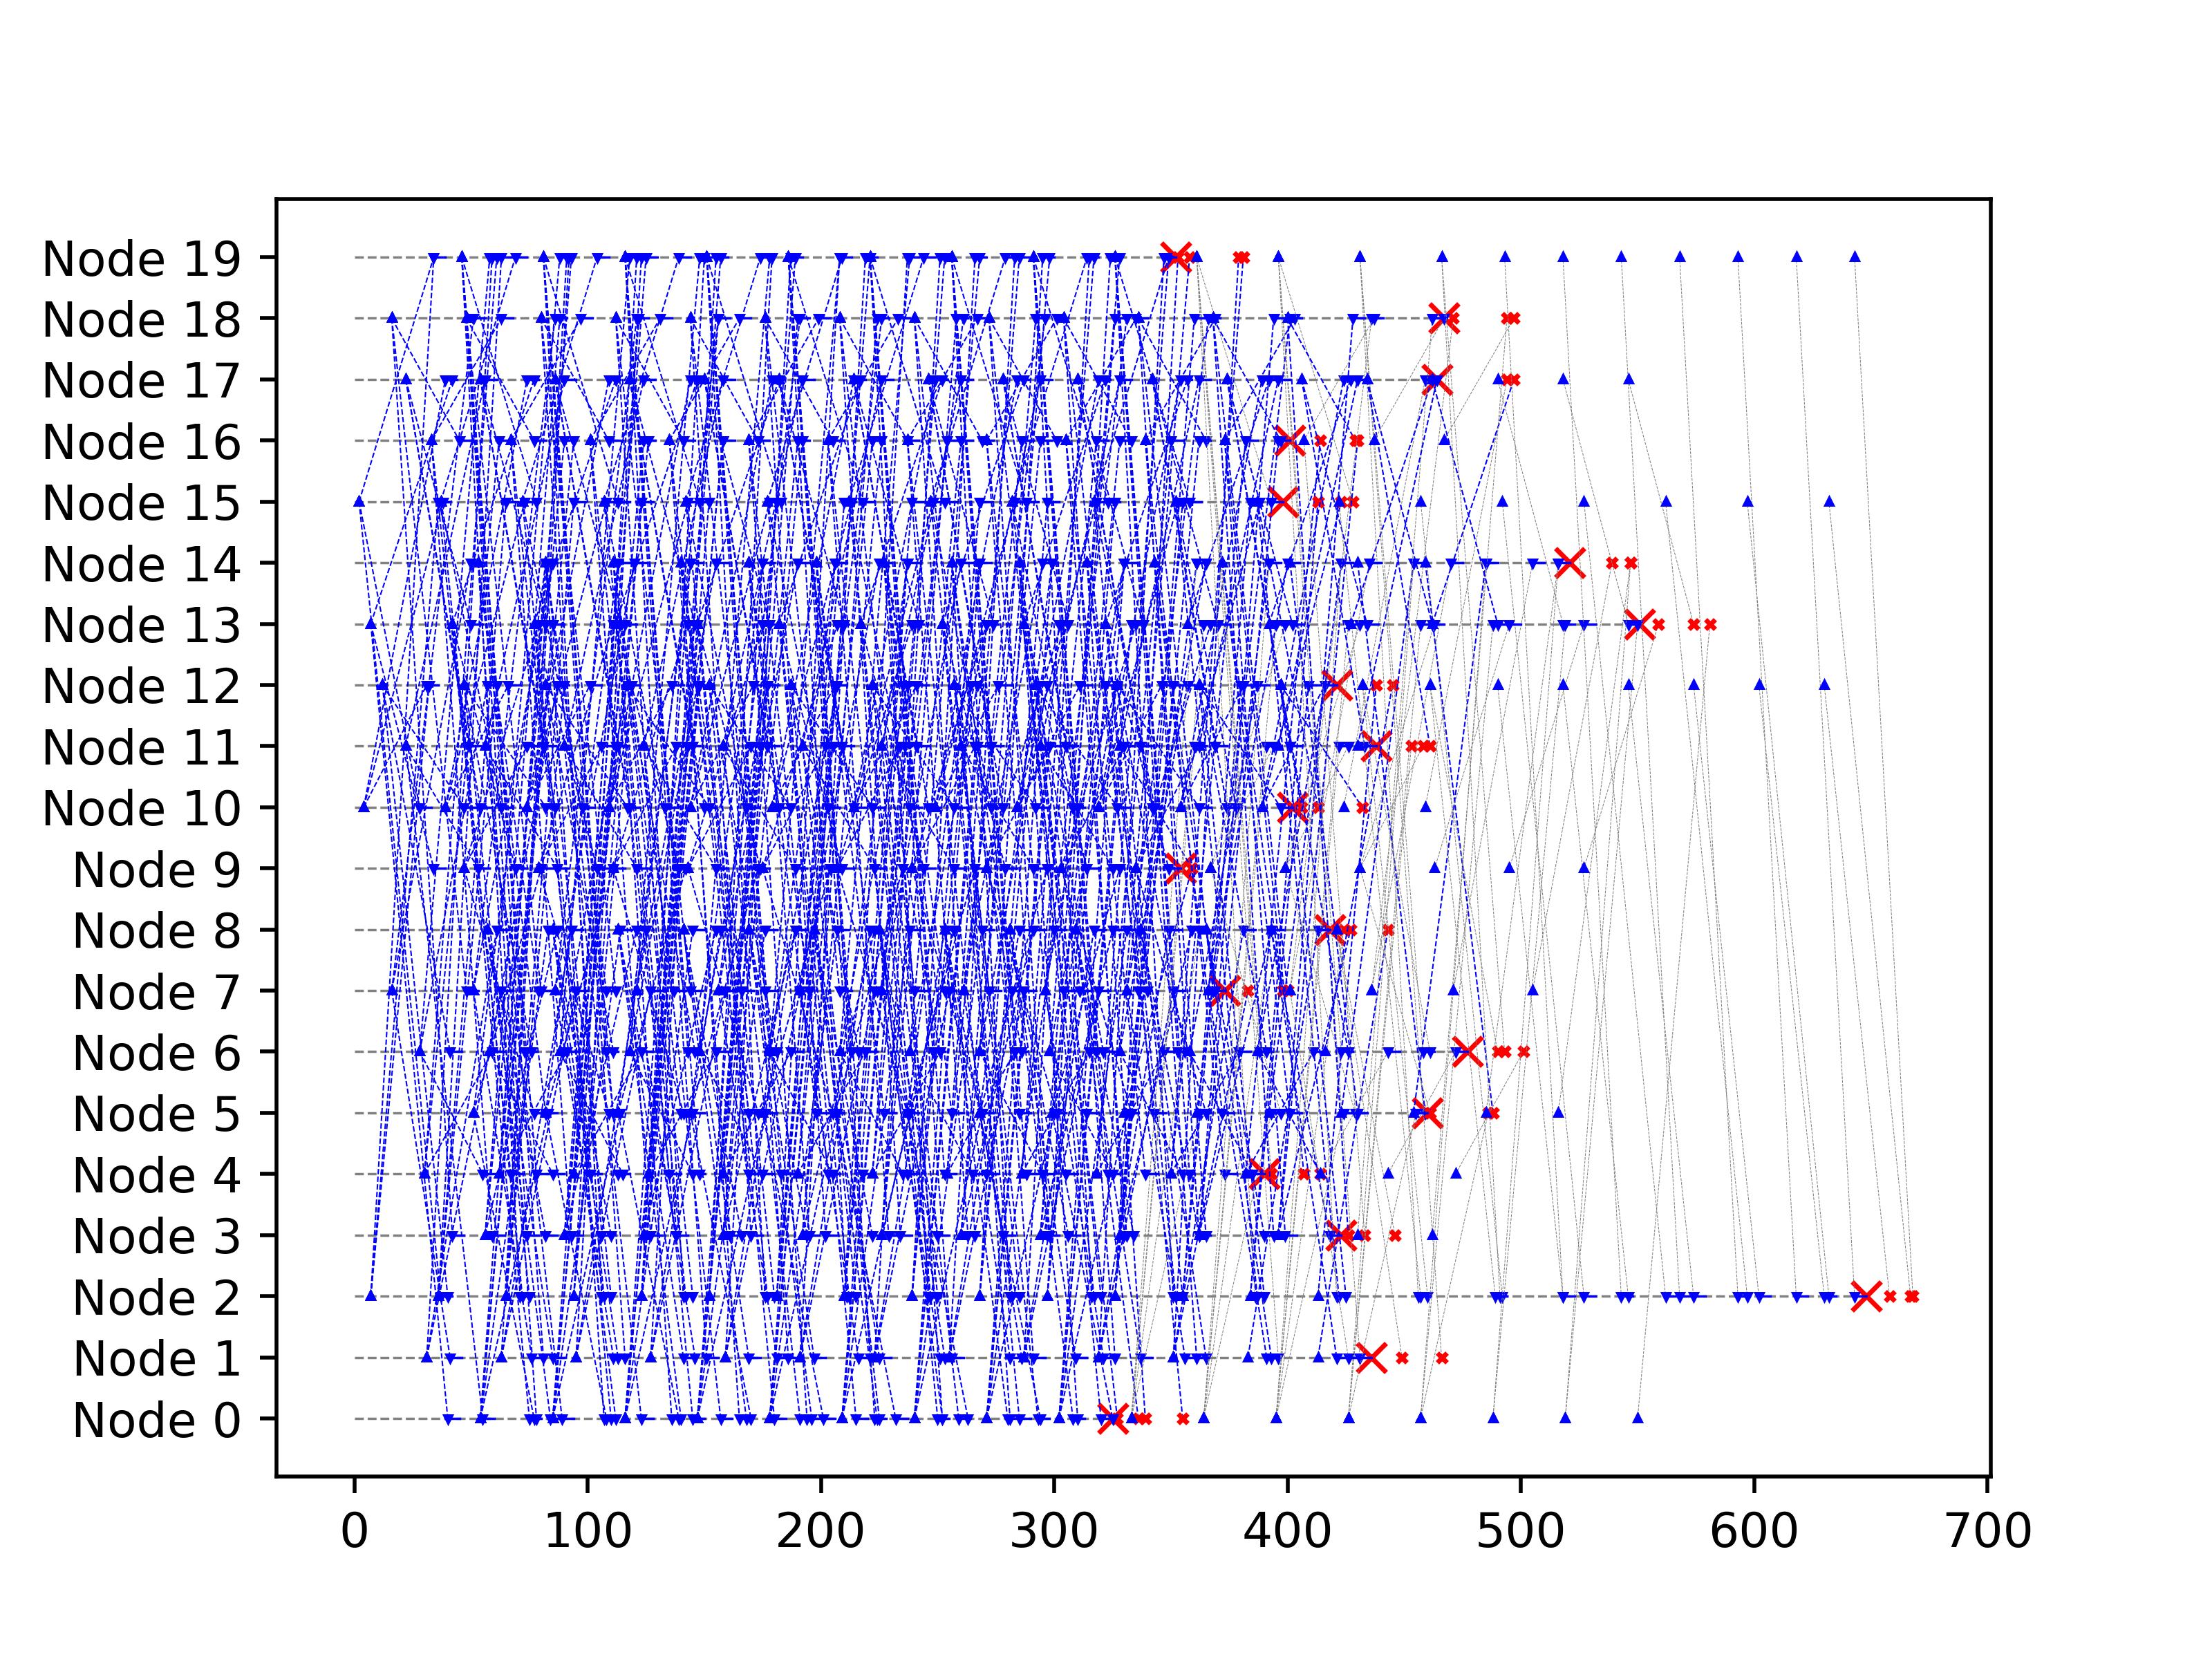 Node 19
Node 18
Node 17
Node 16
Node 15
Node 14
Node 13
Node 12
Node 11
Node 10
Node 9
Node 8
Node 7
Node 6
Node 5
Node 4
Node 3
Node 2
Node 1
Node 0
0 100 200 300 400 500 600 700